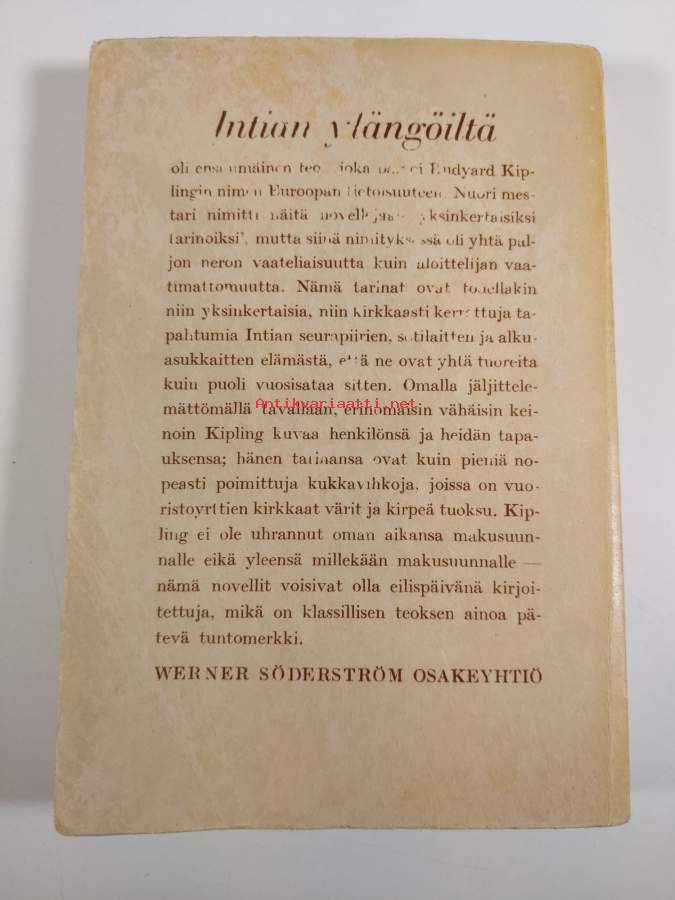 Intian ylängöiltä
oli ensimmäinen teos joka Rudyard Kip-
lingin nimen Euroopan tietoisuuteen. Nuori mes-
tari nimitti näitä novellejaan yksinkertaisiksi
tarinoiksi', mutta siinä nimityksessä oli yhtä pal-
jon neron vaateliaisuutta kuin aloittelijan vaa-
timattomuutta. Nämä tarinat ovat todellakin
niin yksinkertaisia, niin kirkkaasti kerrottuja ta-
pahtumia Intian seurapiirien, sotilaitten ja alku-
asukkaitten elämästä, että ne ovat yhtä tuoreita
kuin puoli vuosisataa sitten. Omalla jäljittele-
Antikvariaatti.net
mättömällä tavallaan, erinomaisin vähäisin kei-
noin Kipling kuvaa henkilönsä ja heidän tapa-
uksensa; hänen tarinansa ovat kuin pieniä no-
peasti poimittuja kukkavihkoja, joissa on vuo-
ristoyrttien kirkkaat värit ja kirpeä tuoksu. Kip-
ling ei ole uhrannut oman aikansa makusuun-
nalle eikä yleensä millekään makusuunnalle —
nämä novellit voisivat olla eilispäivänä kirjoi-
tettuja, mikä on klassillisen teoksen ainoa pä-
tevä tuntomerkki.
WERNER SÖDERSTRÖM OSAKEYHTIÖ